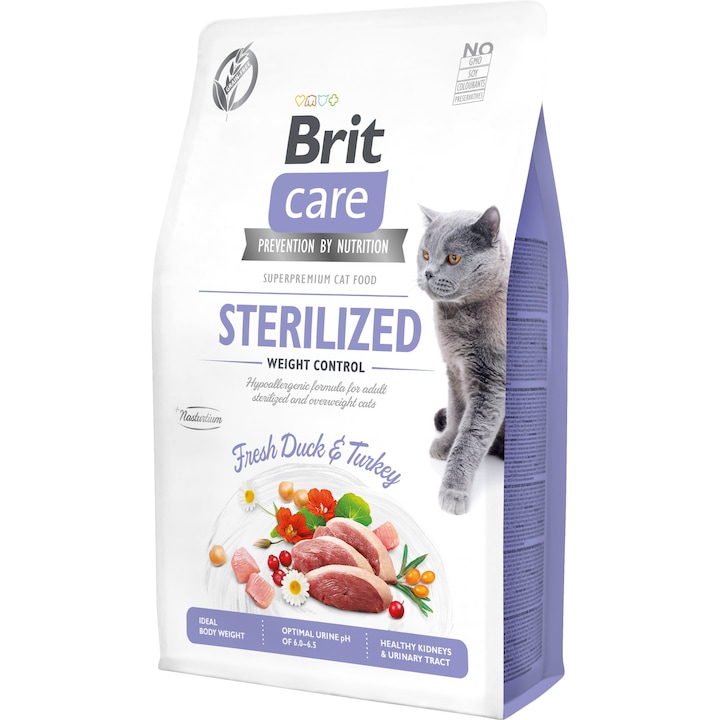 GRAIN-FREE
NO
GMO
SOY
COLOURANTS
PRESERVATIVES
Brit
care
PREVENTION BY NUTRITION
SUPERPREMIUM CAT FOOD
STERILIZED
WEIGHT CONTROL
Hypoallergenic formula for adult
sterilized and overweight cats
+ Nasturtium
Fresh Duck & Turkey
IDEAL
BODY WEIGHT
OPTIMAL URINE pH
OF 6.0–6.5
HEALTHY KIDNEYS
& URINARY TRACT